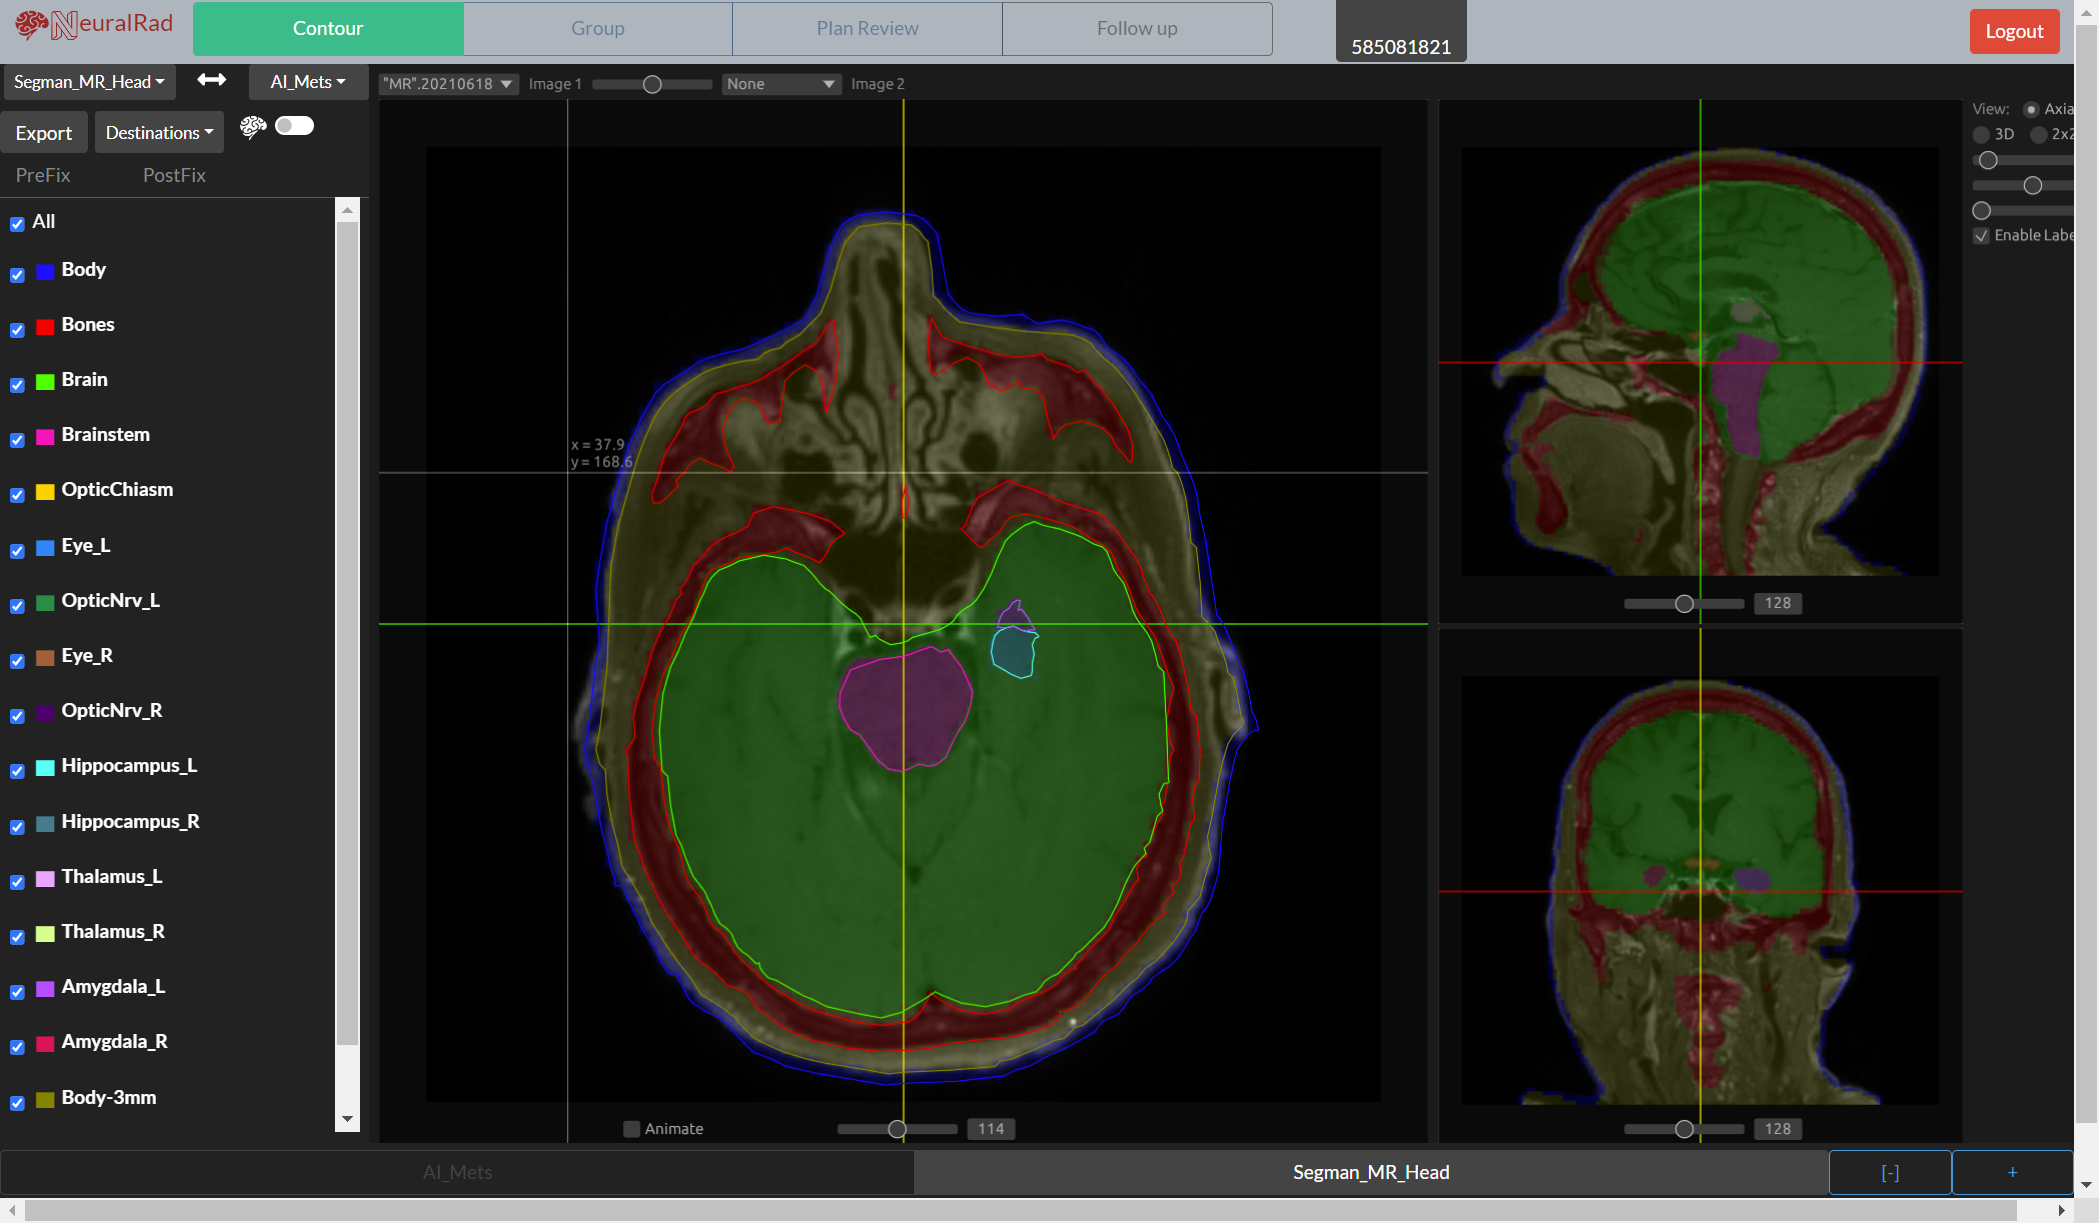 NeuralRad
Contour
Group
Plan Review
Follow up
585081821
Logout
Segman_MR_Head
AI_Mets
"MR".20210618
Image 1
None
Image 2
Export
Destinations
PreFix
PostFix
View:
Axia
3D
2x2
Enable Labe
All
Body
Bones
Brain
Brainstem
OpticChiasm
Eye_L
OpticNrv_L
Eye_R
OpticNrv_R
Hippocampus_L
Hippocampus_R
Thalamus_L
Thalamus_R
Amygdala_L
Amygdala_R
Body-3mm
x = 37.9
y = 168.6
128
Animate
114
128
AI_Mets
Segman_MR_Head
[-]
+